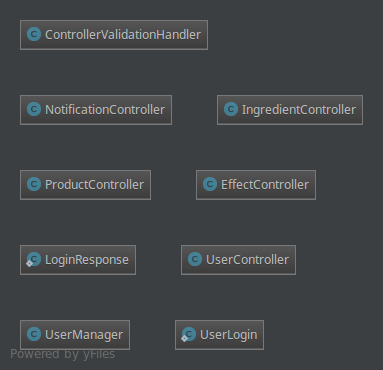 ControllerValidationHandler
NotificationController
IngredientController
ProductController
EffectController
LoginResponse
UserController
UserManager
UserLogin
Powered by yFiles